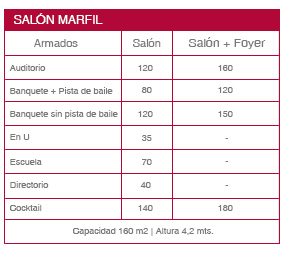 SALÓN MARFIL
Armados Salón Salón + Foyer
Auditorio 120 160
Banquete + Pista de baile 80 120
Banquete sin pista de baile 120 150
En U 35 -
Escuela 70 -
Directorio 40 -
Cocktail 140 180
Capacidad 160 m2 | Altura 4,2 mts.